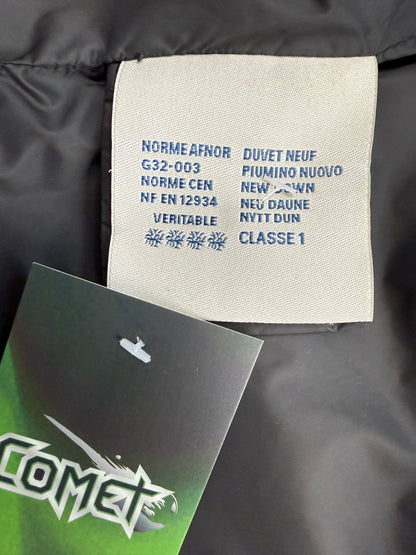 NORME AFNOR
G32-003
NORME CEN
NF EN 12934
VERITABLE
DUVET NEUF
PIUMINO NUOVO
NEW DOWN
NEU DAUNE
NYTT DUN
CLASSE 1
COMET